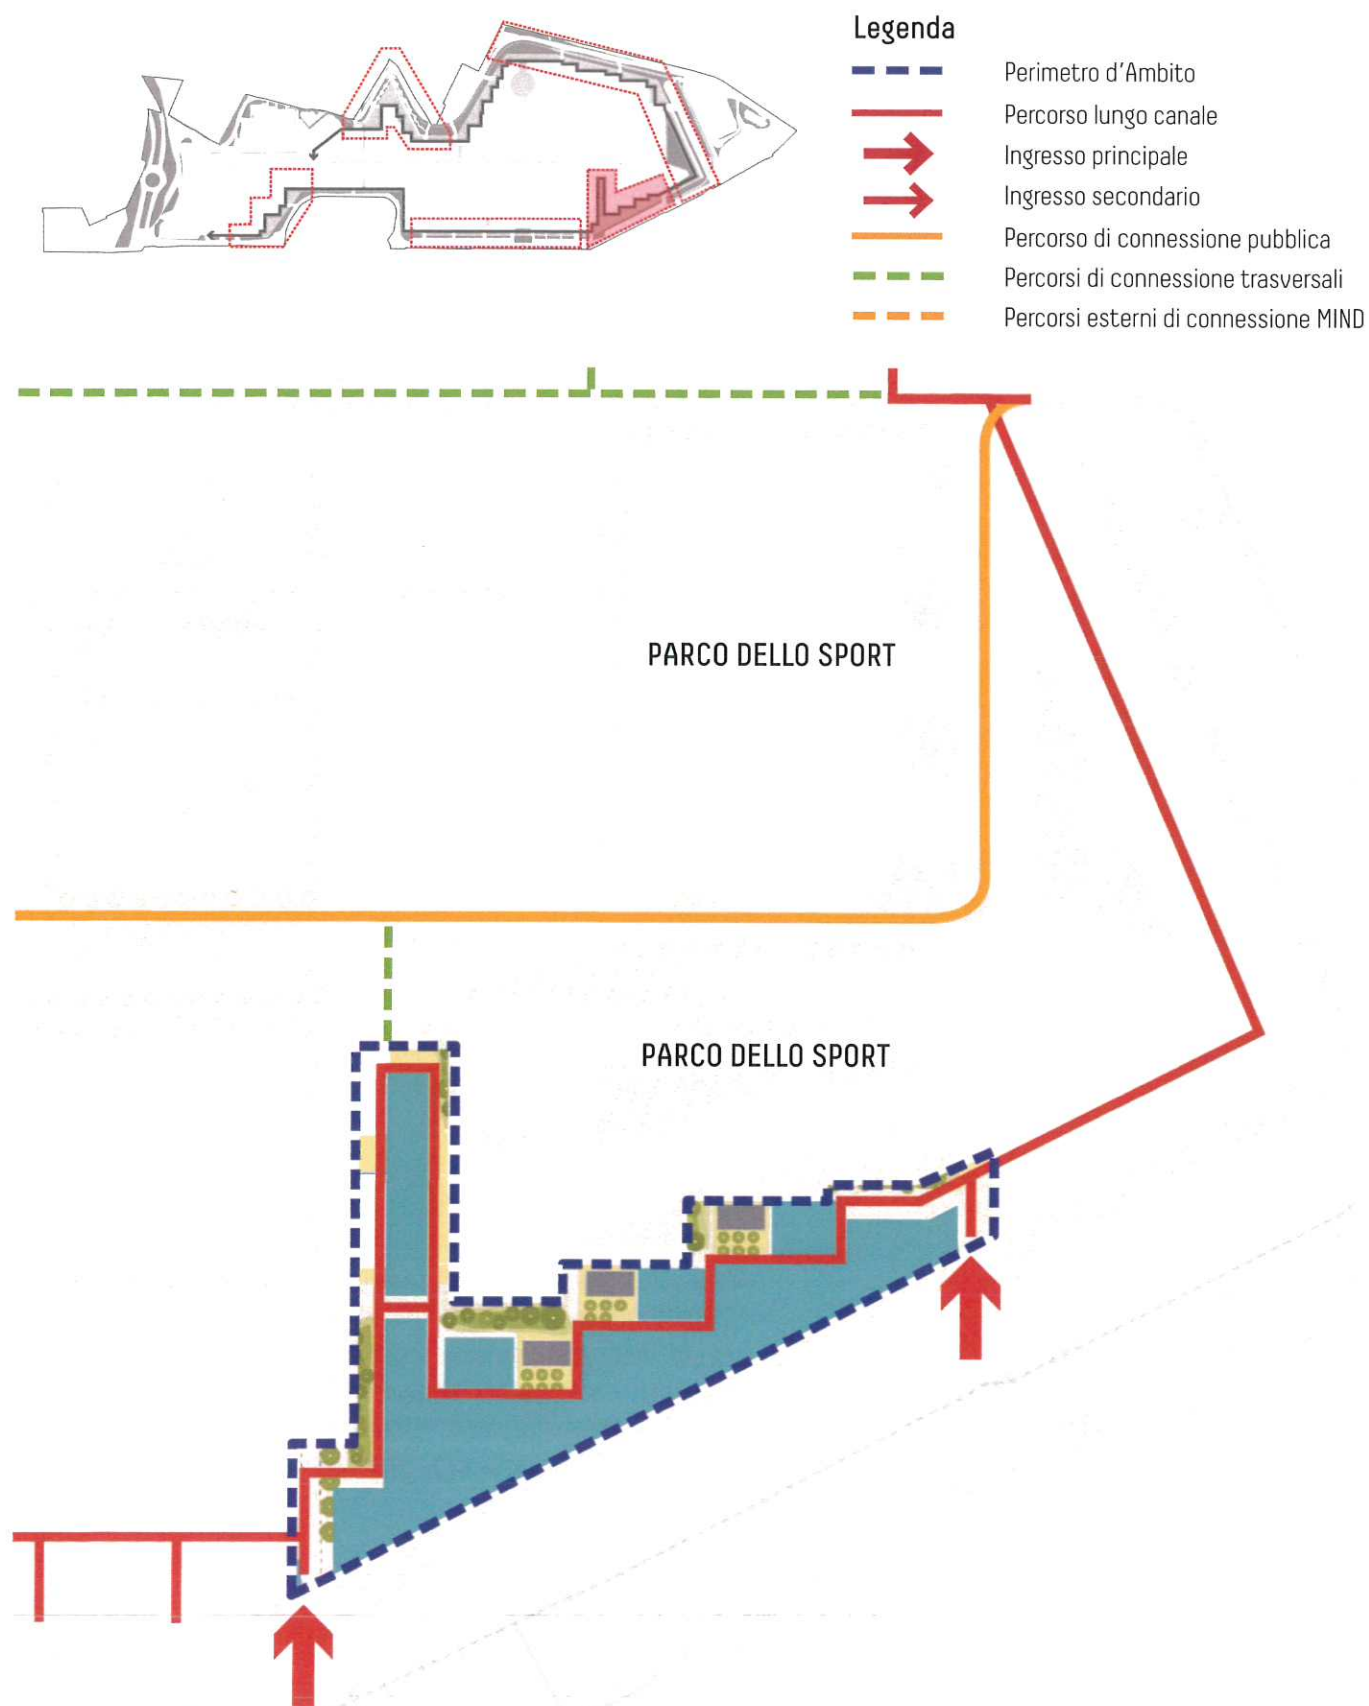 Legenda
Perimetro d'Ambito
Percorso lungo canale
Ingresso principale
Ingresso secondario
Percorso di connessione pubblica
Percorsi di connessione trasversali
Percorsi esterni di connessione MIND
PARCO DELLO SPORT
PARCO DELLO SPORT